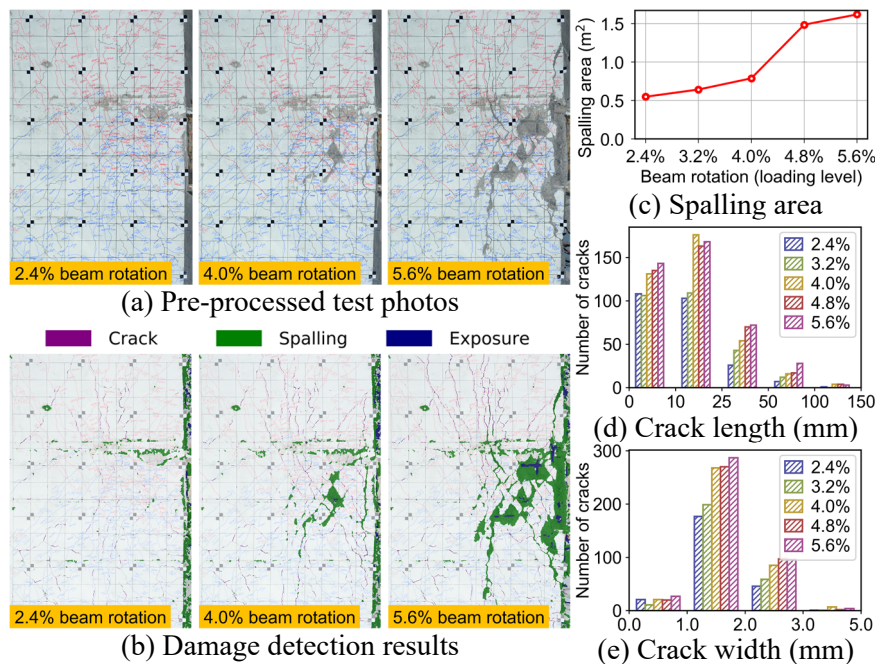 2.4% beam rotation
4.0% beam rotation
5.6% beam rotation
(a) Pre-processed test photos
Crack
Spalling
Exposure
2.4% beam rotation
4.0% beam rotation
5.6% beam rotation
(b) Damage detection results
Spalling area (m²)
1.5
1.0
0.5
0.0
2.4%
3.2%
4.0%
4.8%
5.6%
Beam rotation (loading level)
(c) Spalling area
Number of cracks
150
100
50
0
2.4%
3.2%
4.0%
4.8%
5.6%
0
10
25
50
100
150
(d) Crack length (mm)
Number of cracks
300
200
100
0
2.4%
3.2%
4.0%
4.8%
5.6%
0.0
1.0
2.0
3.0
5.0
(e) Crack width (mm)